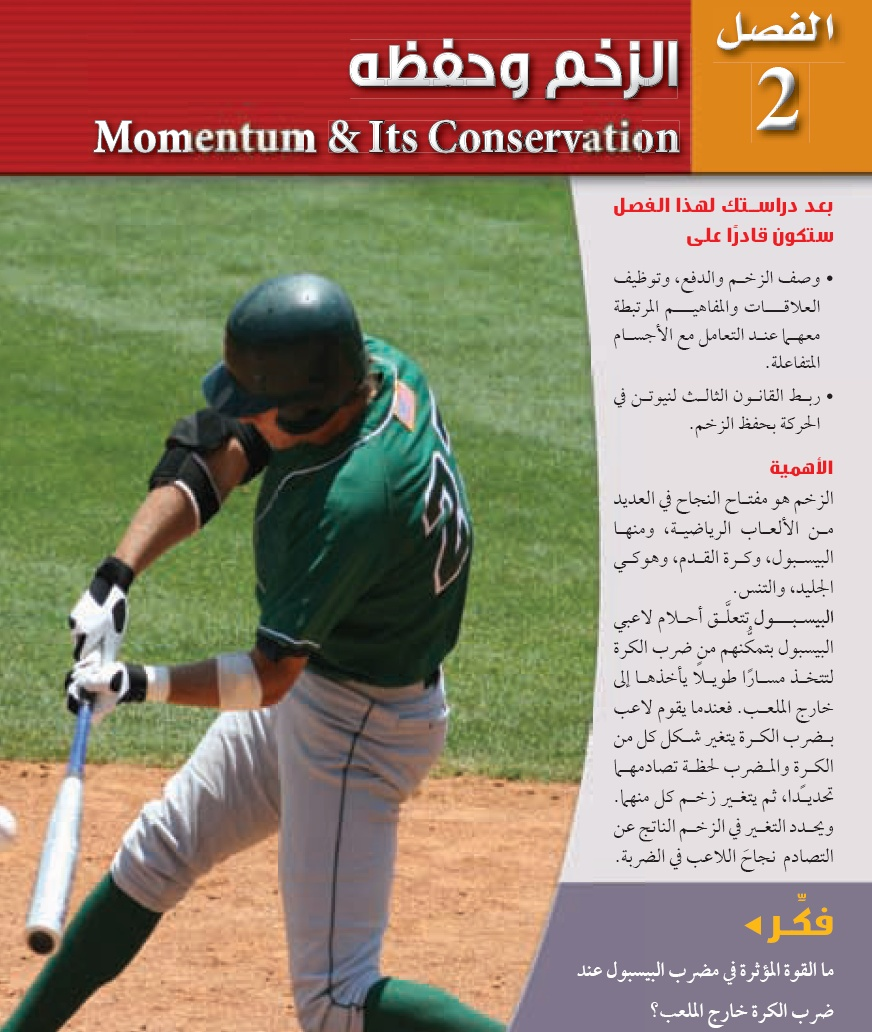 الفصل
2
الزخم وحفظه
Momentum & Its Conservation
بعد دراستك لهذا الفصل
ستكون قادرًا على
• وصف الزخم والدفع، وتوظيف
العلاقات والمفاهيم المرتبطة
معهما عند التعامل مع الأجسام
المتفاعلة.
• ربط القانون الثالث لنيوتن في
الحركة بحفظ الزخم.
الأهمية
الزخم هو مفتاح النجاح في العديد
من الألعاب الرياضية، ومنها
البيسبول، وكرة القدم، وهوكي
الجليد، والتنس.
البيسبول تتعلَّق أحلام لاعبي
البيسبول بتمكُّنهم من ضرب الكرة
لتتخذ مسارًا طويلًا يأخذها إلى
خارج الملعب. فعندما يقوم لاعب
بضرب الكرة يتغير شكل كل من
الكرة والمضرب لحظة تصادمهما
تحديدًا، ثم يتغير زخم كل منهما.
ويحدد التغير في الزخم الناتج عن
التصادم نجاحَ اللاعب في الضربة.
فكِّر ◄
ما القوة المؤثرة في مضرب البيسبول عند
ضرب الكرة خارج الملعب؟